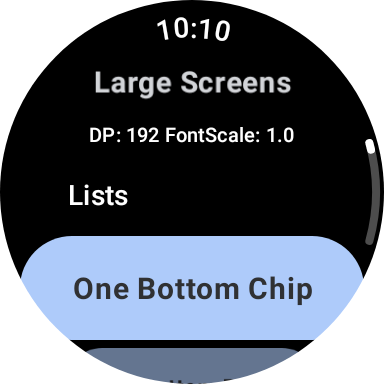 10:10
Large Screens
DP: 192 FontScale: 1.0
Lists
One Bottom Chip